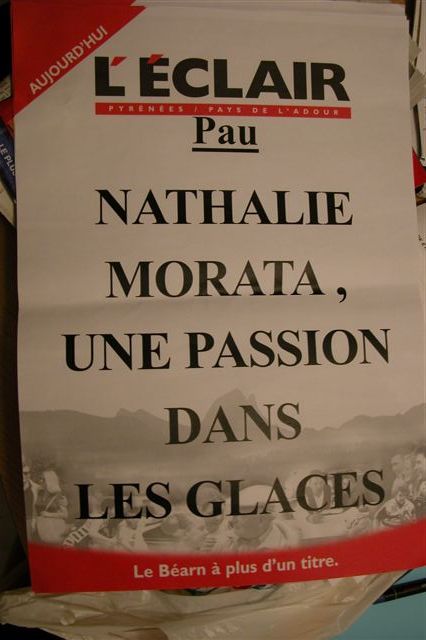 AUJOURD'HUI
L'ÉCLAIR
PYRÉNÉES / PAYS DE L'ADOUR
Pau
NATHALIE
MORATA ,
UNE PASSION
DANS
LES GLACES
Le Béarn à plus d'un titre.